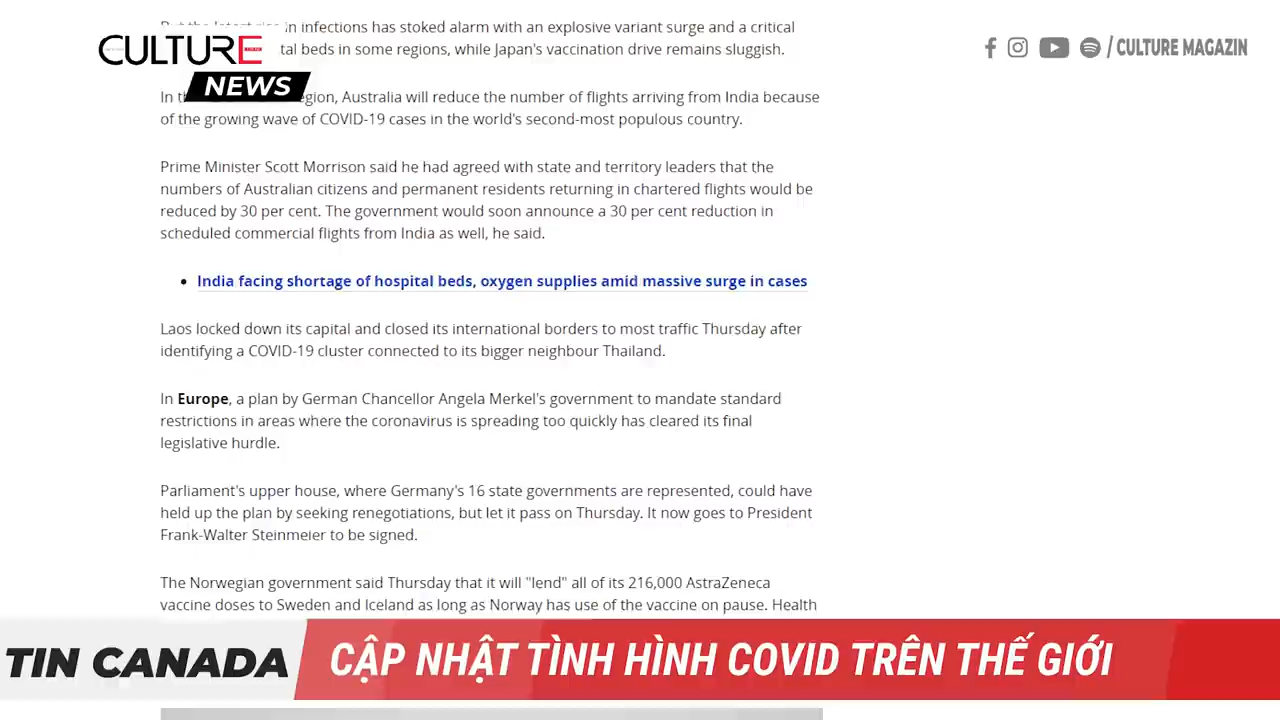 in infections has stoked alarm with an explosive variant surge and a critical
CULTURE
tal beds in some regions, while Japan's vaccination drive remains sluggish.
/ CULTURE MAGAZIN
NEWS
In th egion, Australia will reduce the number of flights arriving from India because
of the growing wave of COVID-19 cases in the world's second-most populous country.
Prime Minister Scott Morrison said he had agreed with state and territory leaders that the
numbers of Australian citizens and permanent residents returning in chartered flights would be
reduced by 30 per cent. The government would soon announce a 30 per cent reduction in
scheduled commercial flights from India as well, he said.
• India facing shortage of hospital beds, oxygen supplies amid massive surge in cases
Laos locked down its capital and closed its international borders to most traffic Thursday after
identifying a COVID-19 cluster connected to its bigger neighbour Thailand.
In Europe, a plan by German Chancellor Angela Merkel's government to mandate standard
restrictions in areas where the coronavirus is spreading too quickly has cleared its final
legislative hurdle.
Parliament's upper house, where Germany's 16 state governments are represented, could have
held up the plan by seeking renegotiations, but let it pass on Thursday. It now goes to President
Frank-Walter Steinmeier to be signed.
The Norwegian government said Thursday that it will "lend" all of its 216,000 AstraZeneca
vaccine doses to Sweden and Iceland as long as Norway has use of the vaccine on pause. Health
TIN CANADA
CẬP NHẬT TÌNH HÌNH COVID TRÊN THẾ GIỚI